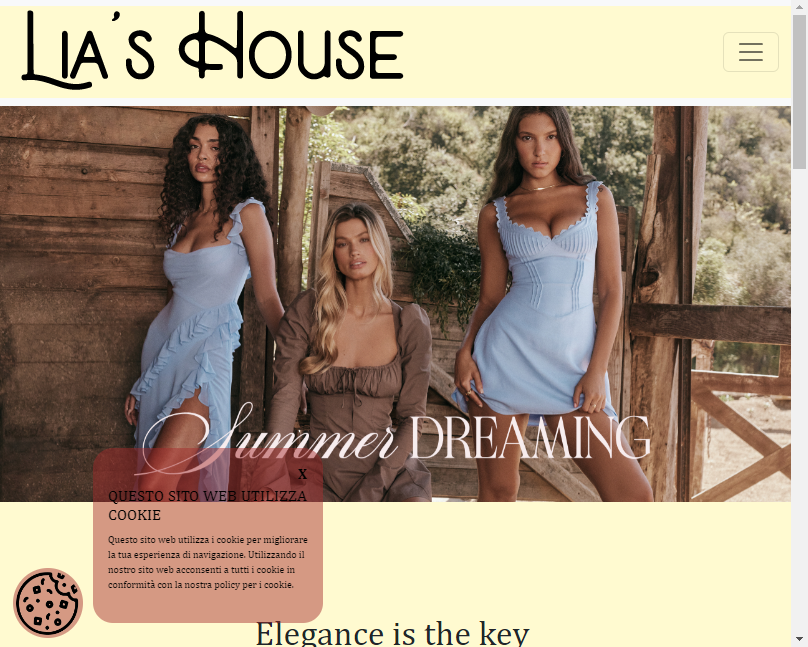 Lia's House
Summer DREAMING
X
QUESTO SITO WEB UTILIZZA
COOKIE
Questo sito web utilizza i cookie per migliorare
la tua esperienza di navigazione. Utilizzando il
nostro sito web acconsenti a tutti i cookie in
conformità con la nostra policy per i cookie.
Elegance is the key